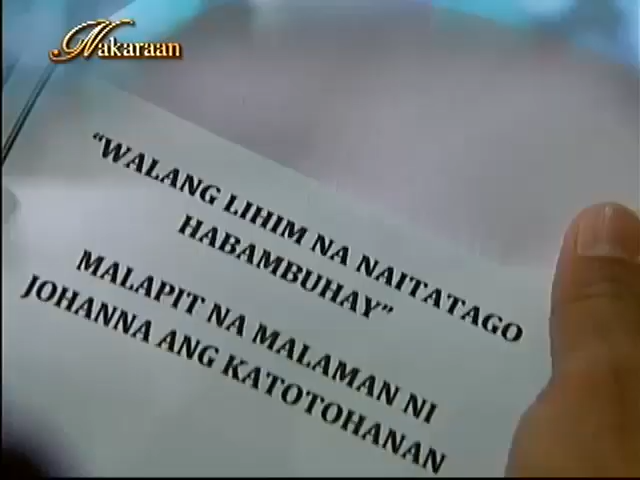 Nakaraan
“WALANG LIHIM NA NAITATAGO
HABAMBUHAY”
MALAPIT NA MALAMAN NI
JOHANNA ANG KATOTOHANAN